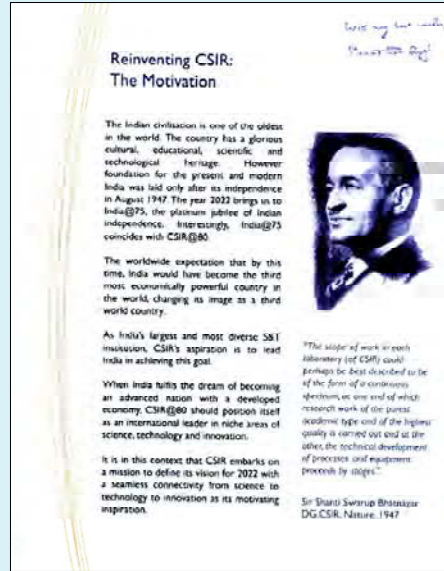 With my best wishes
Reinventing CSIR:
The Motivation
The Indian civilisation is one of the oldest
in the world. The country has a glorious
cultural, educational, scientific and
technological heritage. However
foundation for the present and modern
India was laid only after its independence
in August 1947. The year 2022 brings us to
India@75, the platinum jubilee of Indian
independence. Interestingly, India@75
coincides with CSIR@80.
The worldwide expectation that by this
time, India would have become the third
most economically powerful country in
the world, changing its image as a third
world country.
As India's largest and most diverse S&T
institution, CSIR's aspiration is to lead
India in achieving this goal.
When India fulfils the dream of becoming
an advanced nation with a developed
economy, CSIR@80 should position itself
as an international leader in niche areas of
science, technology and innovation.
It is in this context that CSIR embarks on
a mission to define its vision for 2022 with
a seamless connectivity from science to
technology to innovation as its motivating
inspiration.
"The scope of work in each
laboratory (of CSIR) could
perhaps be best described to be
of the form of a continuous
spectrum, at one end of which
research work of the purest
academic type and of the highest
quality is carried out and at the
other, the technical development
of processes and equipment
proceeds by stages".
Sir Shanti Swarup Bhatnagar
DG,CSIR, Nature, 1947